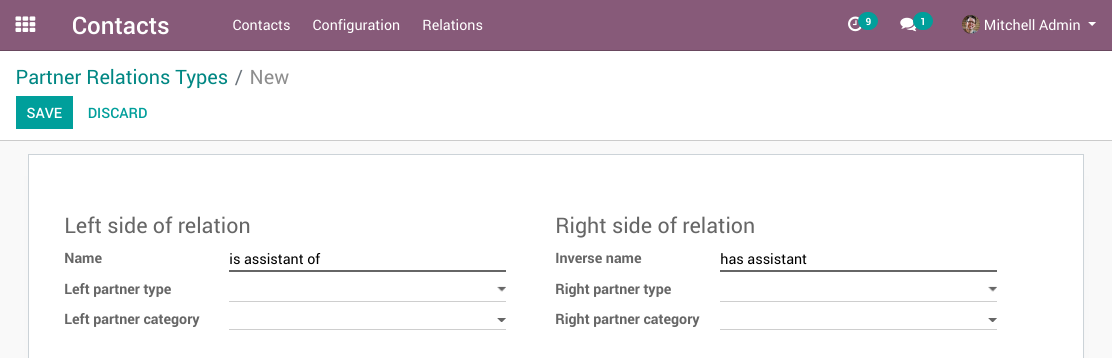 Contacts Contacts Configuration Relations 9 1 Mitchell Admin
Partner Relations Types / New
SAVE DISCARD
Left side of relation Right side of relation
Name is assistant of Inverse name has assistant
Left partner type Right partner type
Left partner category Right partner category